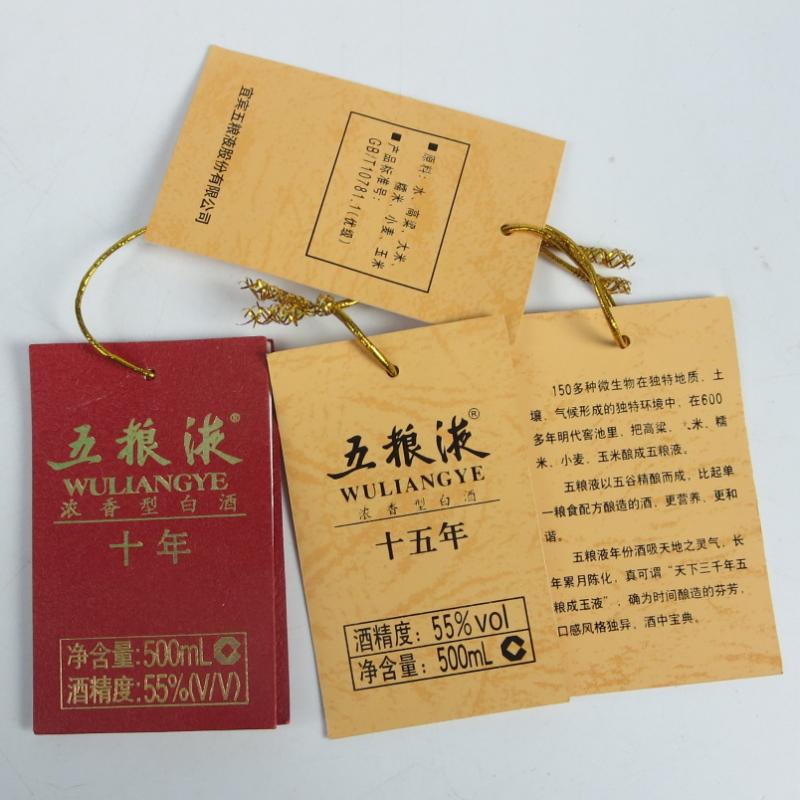 宜宾五粮液股份有限公司
■原料:水、高粱、大米、
糯米、小麦、玉米
■产品标准号:
GB/T10781.1(优级)
五粮液®
WULIANGYE
浓香型白酒
十年
净含量:500mL
酒精度:55%(V/V)
五粮液®
WULIANGYE
浓香型白酒
十五年
酒精度:55%vol
净含量:500mL
150多种微生物在独特地质、土
壤、气候形成的独特环境中,在600
多年明代窖池里,把高粱、米、糯
米、小麦、玉米酿成五粮液。
五粮液以五谷精酿而成,比起单
一粮食配方酿造的酒,更营养、更和
谐。
五粮液年份酒吸天地之灵气,长
年累月陈化,真可谓“天下三千年五
粮成玉液”,确为时间酿造的芬芳,
口感风格独异,酒中宝典。